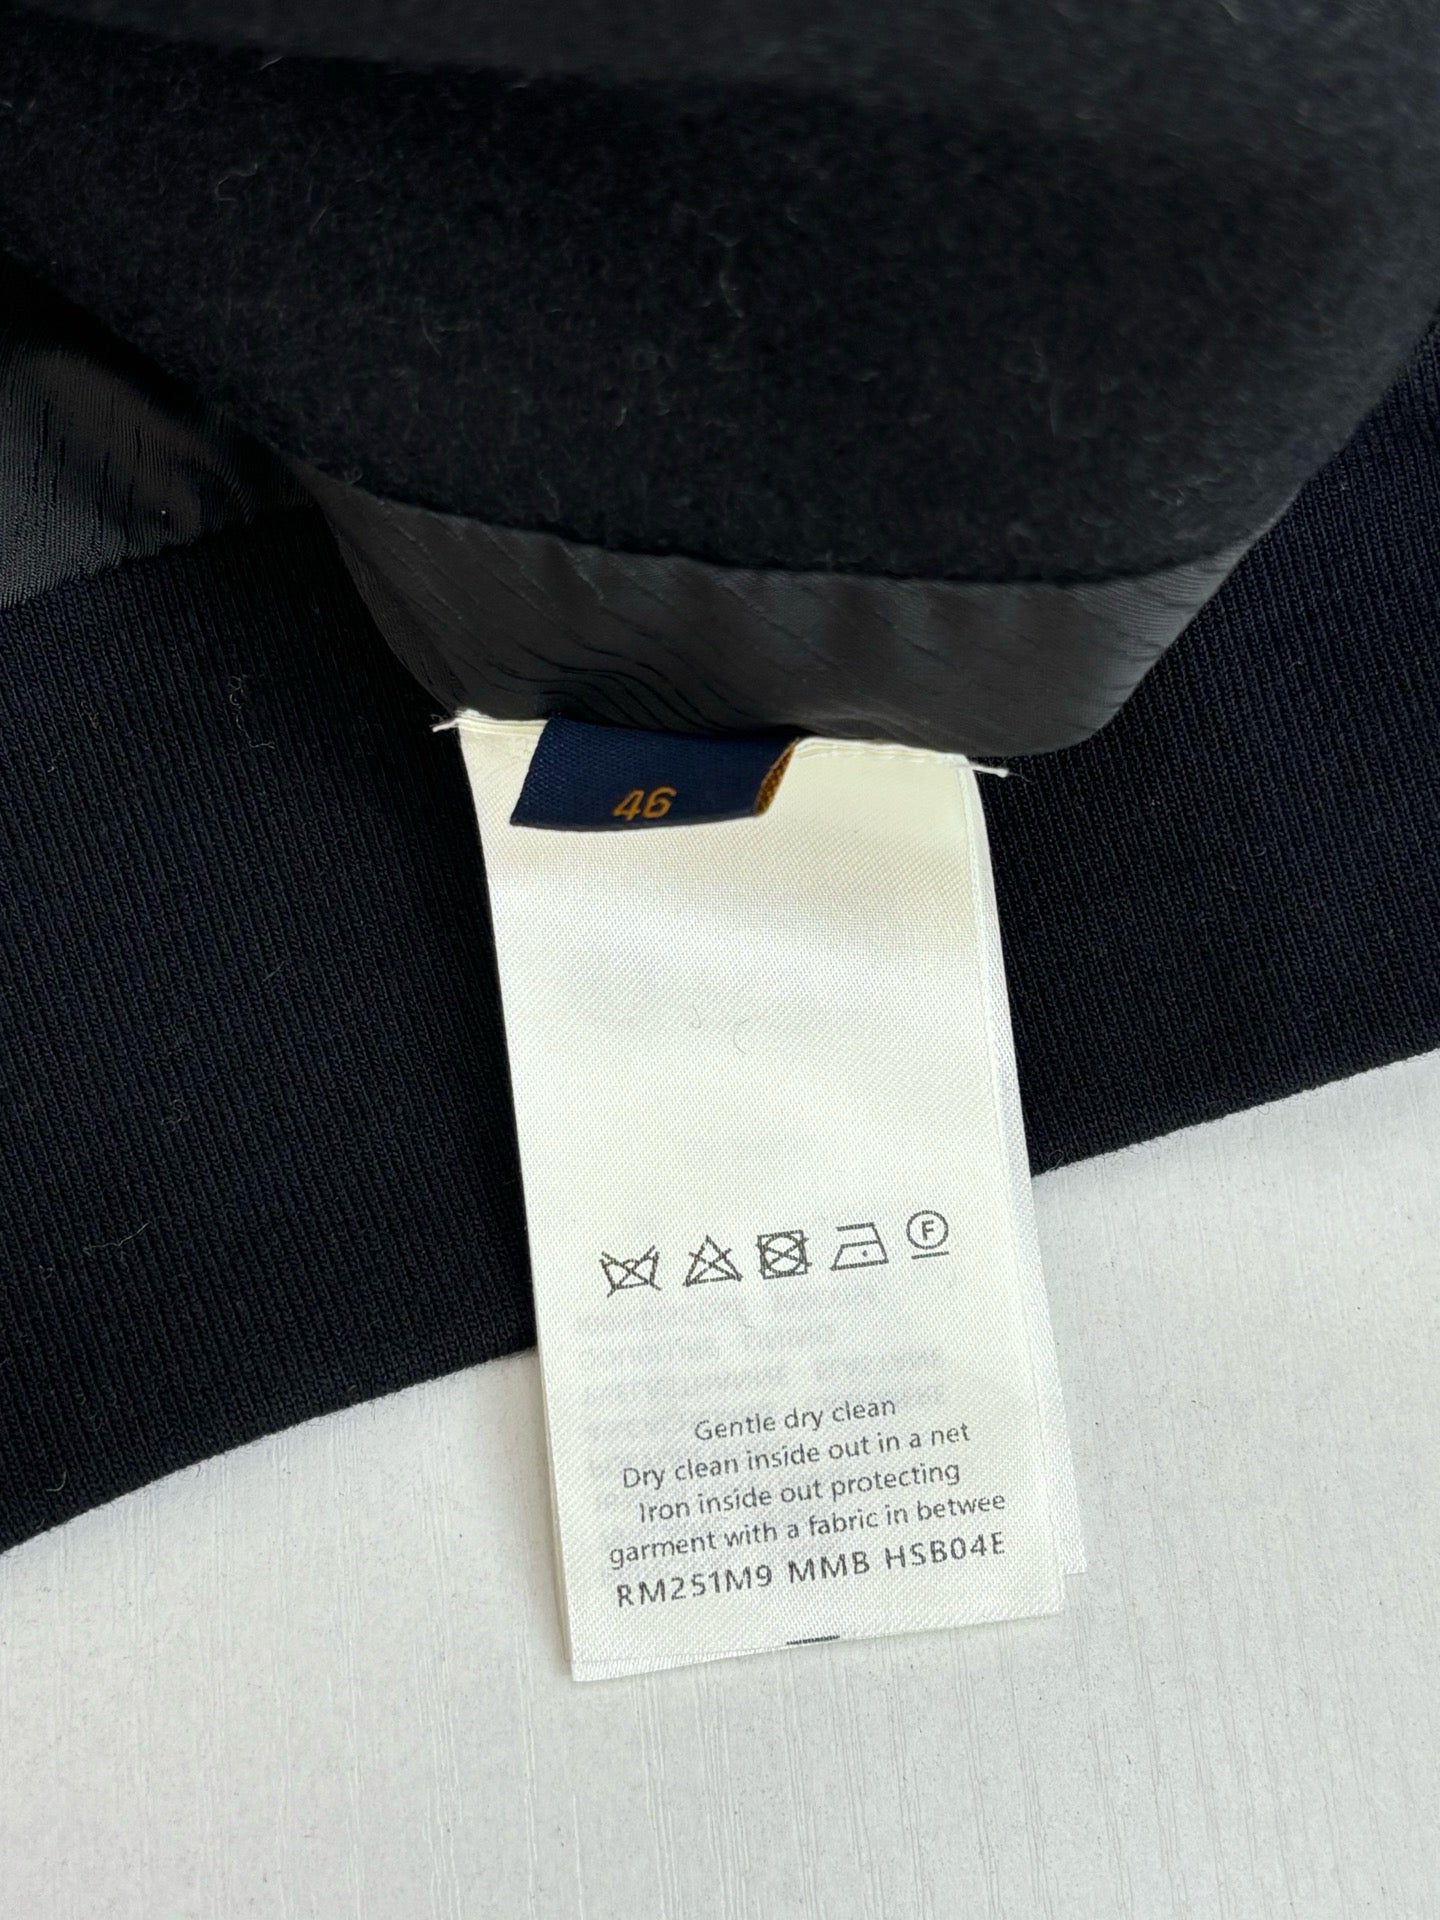 46
F
Gentle dry clean
Dry clean inside out in a net
Iron inside out protecting
garment with a fabric in betwee
RM251M9 MMB HSB04E